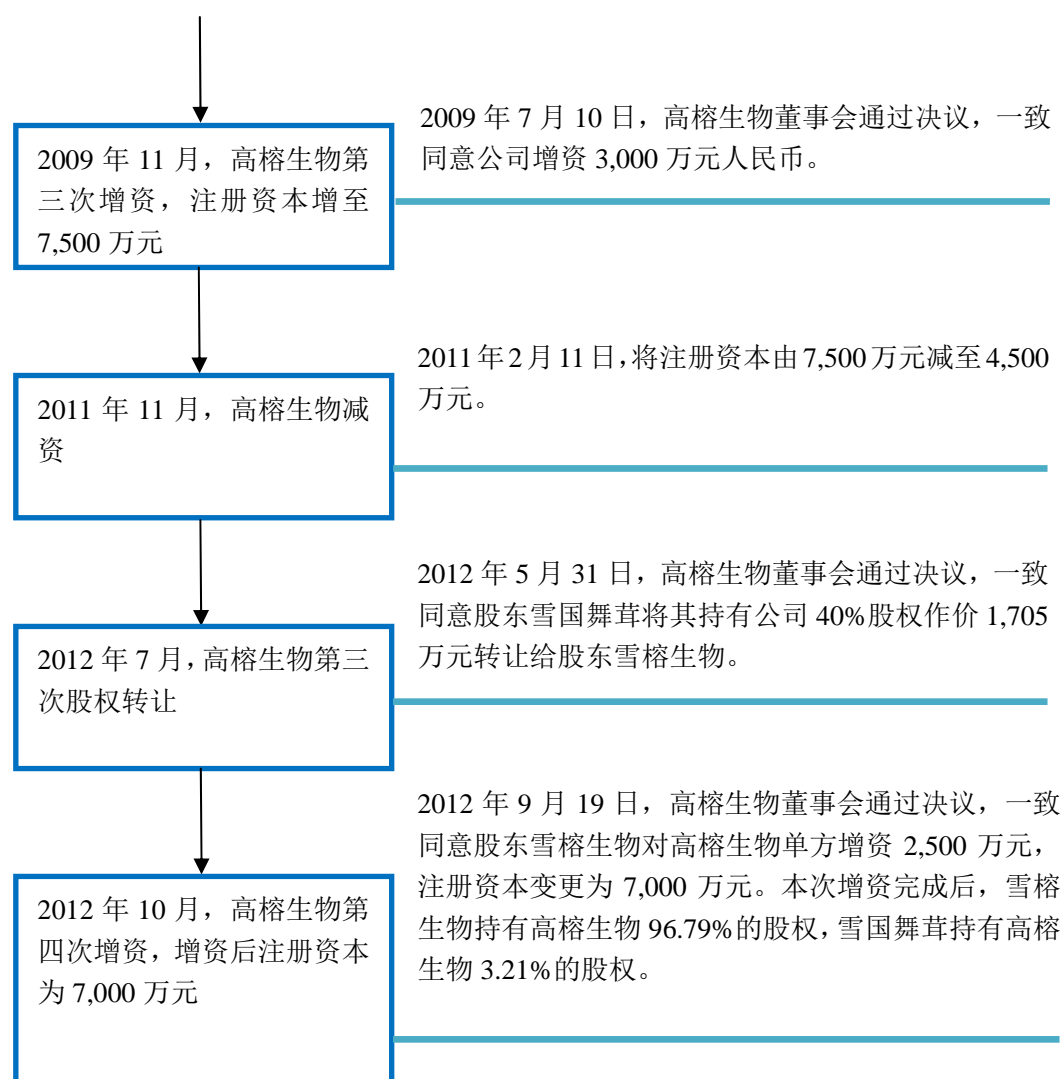 2009 年 7 月 10 日，高榕生物董事会通过决议，一致
同意公司增资 3,000 万元人民币。
2009 年 11 月，高榕生物第
三次增资，注册资本增至
7,500 万元
2011 年 2 月 11 日，将注册资本由 7,500 万元减至 4,500
万元。
2011 年 11 月，高榕生物减
资
2012 年 5 月 31 日，高榕生物董事会通过决议，一致
同意股东雪国舞茸将其持有公司 40%股权作价 1,705
万元转让给股东雪榕生物。
2012 年 7 月，高榕生物第三
次股权转让
2012 年 9 月 19 日，高榕生物董事会通过决议，一致
同意股东雪榕生物对高榕生物单方增资 2,500 万元，
注册资本变更为 7,000 万元。本次增资完成后，雪榕
生物持有高榕生物 96.79%的股权，雪国舞茸持有高榕
生物 3.21%的股权。
2012 年 10 月，高榕生物第
四次增资，增资后注册资本
为 7,000 万元